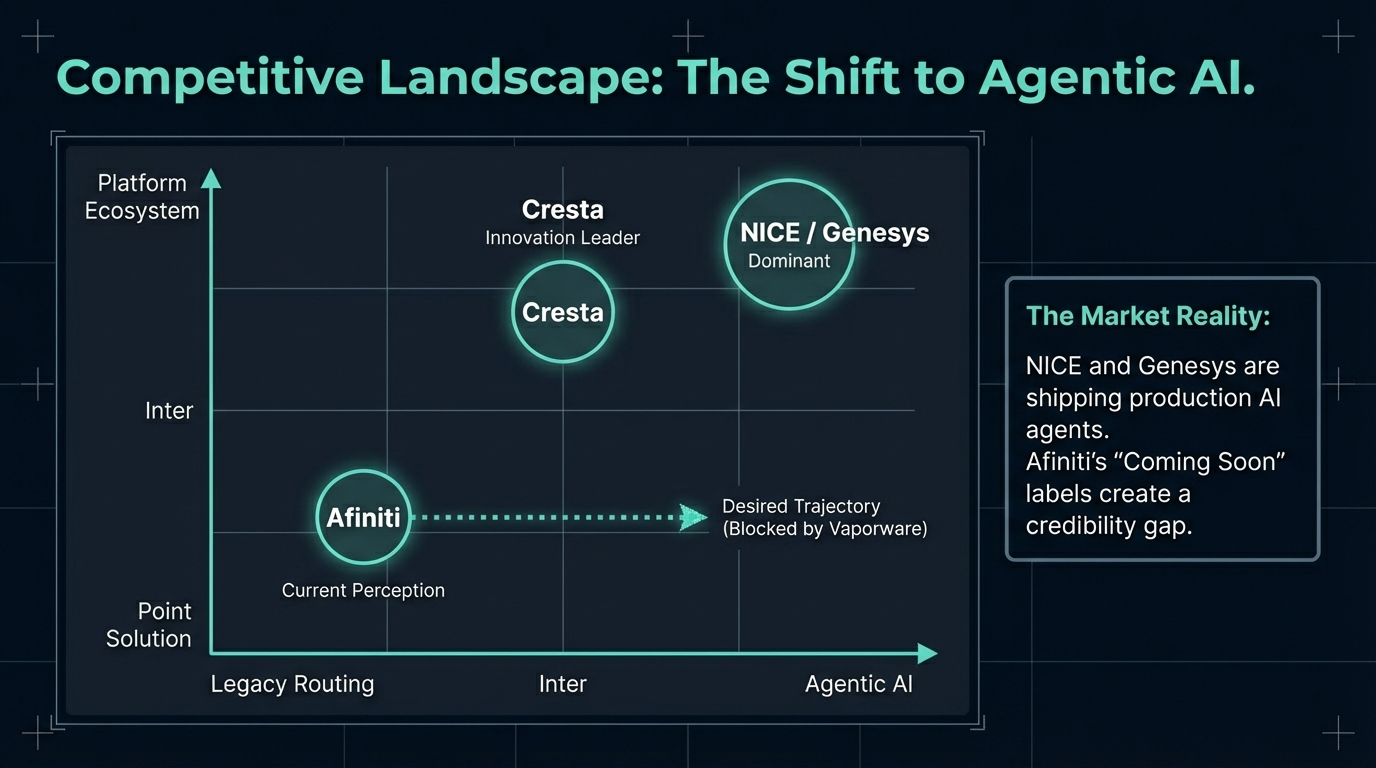 Competitive Landscape: The Shift to Agentic AI.
Platform
Ecosystem
Inter
Point
Solution
Cresta
Innovation Leader
Cresta
NICE / Genesys
Dominant
Afiniti
Current Perception
Desired Trajectory
(Blocked by Vaporware)
Legacy Routing
Inter
Agentic AI
The Market Reality:
NICE and Genesys are
shipping production AI
agents.
Afiniti’s “Coming Soon”
labels create a
credibility gap.